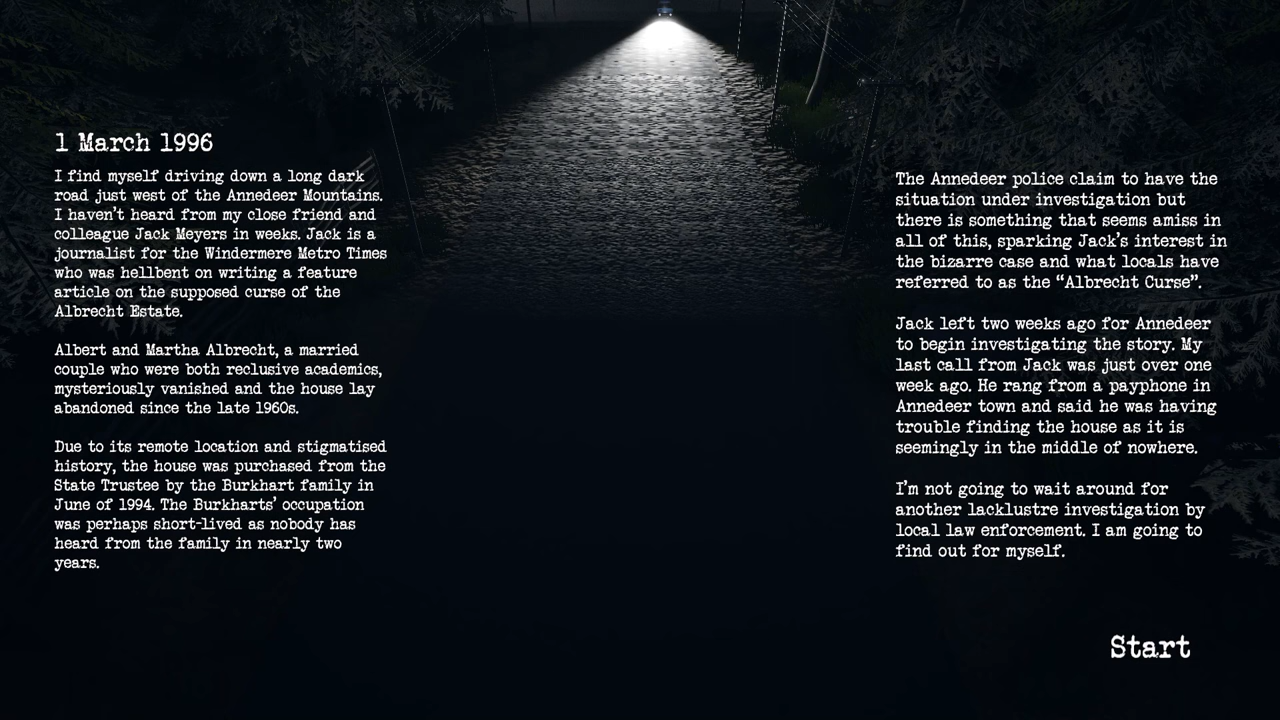 1 March 1996
I find myself driving down a long dark
road just west of the Annedeer Mountains.
I haven't heard from my close friend and
colleague Jack Meyers in weeks. Jack is a
journalist for the Windermere Metro Times
who was hellbent on writing a feature
article on the supposed curse of the
Albrecht Estate.
Albert and Martha Albrecht, a married
couple who were both reclusive academics,
mysteriously vanished and the house lay
abandoned since the late 1960s.
Due to its remote location and stigmatised
history, the house was purchased from the
State Trustee by the Burkhart family in
June of 1994. The Burkharts' occupation
was perhaps short-lived as nobody has
heard from the family in nearly two
years.
The Annedeer police claim to have the
situation under investigation but
there is something that seems amiss in
all of this, sparking Jack's interest in
the bizarre case and what locals have
referred to as the “Albrecht Curse”.
Jack left two weeks ago for Annedeer
to begin investigating the story. My
last call from Jack was just over one
week ago. He rang from a payphone in
Annedeer town and said he was having
trouble finding the house as it is
seemingly in the middle of nowhere.
I'm not going to wait around for
another lacklustre investigation by
local law enforcement. I am going to
find out for myself.
Start